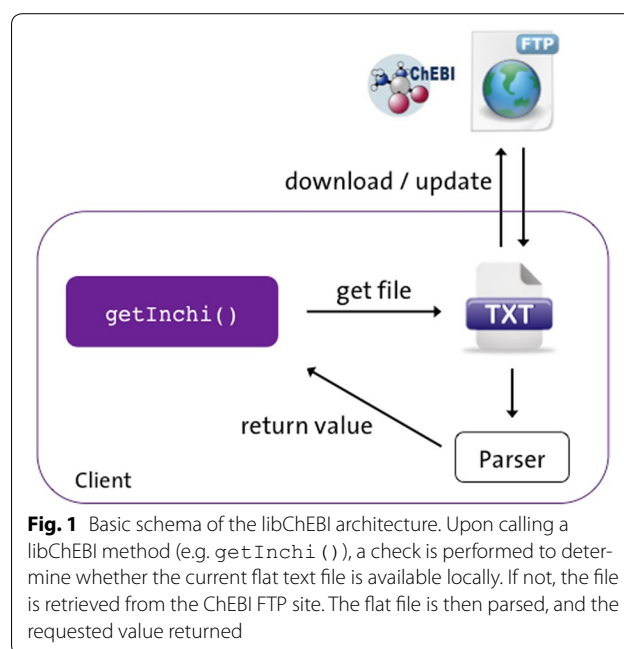 ChEBI
FTP
download / update
getInchi()
get file
TXT
return value
Parser
Client
Fig. 1 Basic schema of the libChEBI architecture. Upon calling a
libChEBI method (e.g. getInchi ()), a check is performed to deter-
mine whether the current flat text file is available locally. If not, the file
is retrieved from the ChEBI FTP site. The flat file is then parsed, and the
requested value returned